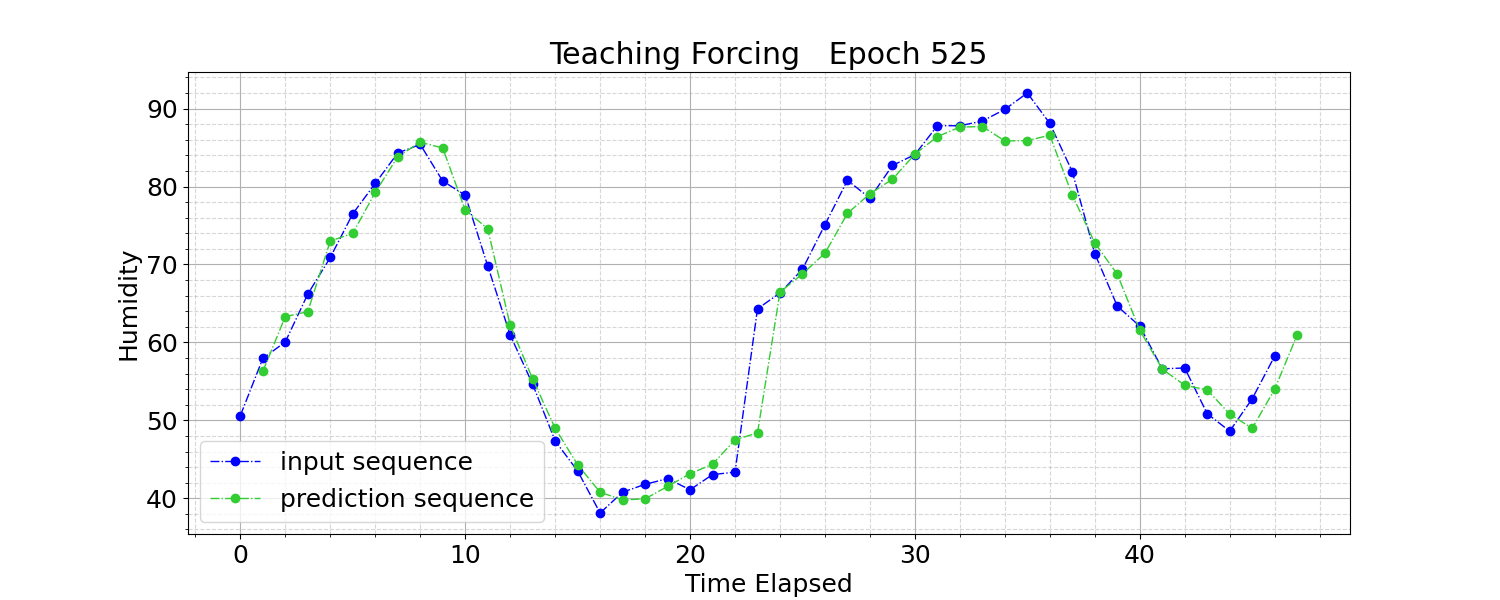 Teaching Forcing   Epoch 525
Humidity
90
80
70
60
50
40
input sequence
prediction sequence
0 10 20 30 40
Time Elapsed